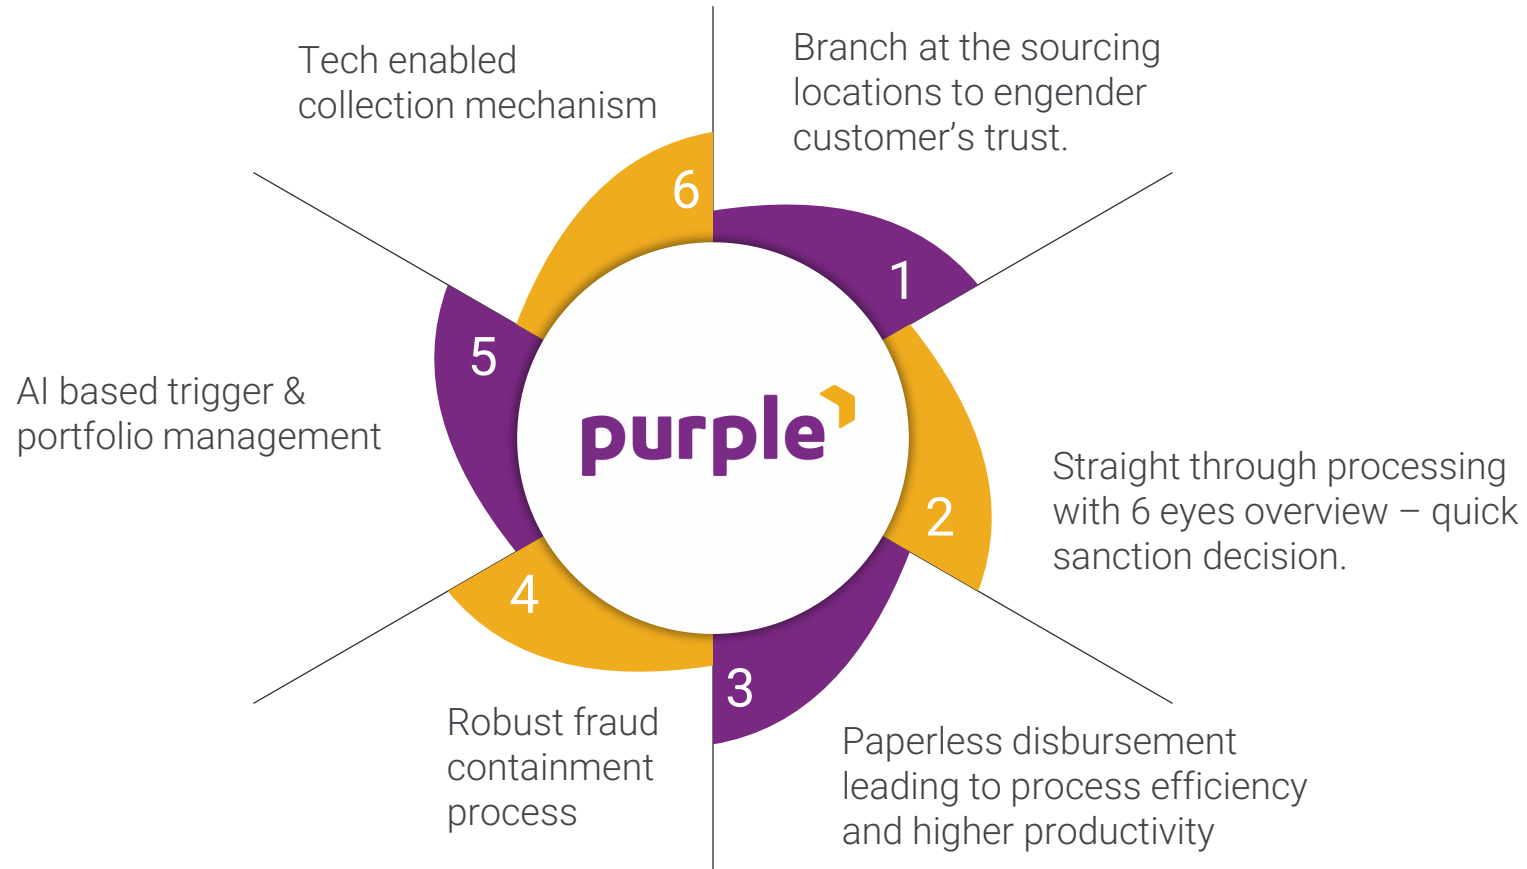 Tech enabled
collection mechanism
6
Branch at the sourcing
locations to engender
customer’s trust.
1
5
AI based trigger &
portfolio management
purple
2
Straight through processing
with 6 eyes overview – quick
sanction decision.
4
Robust fraud
containment
process
3
Paperless disbursement
leading to process efficiency
and higher productivity